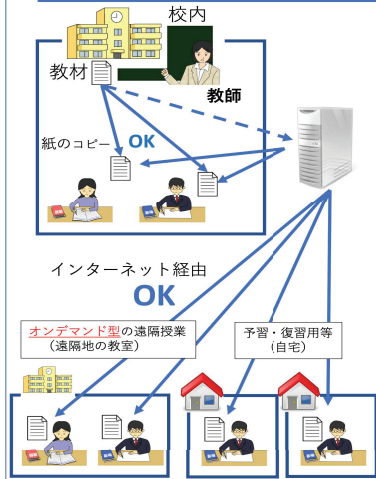 校内
教材
教師
紙のコピー
OK
インターネット経由
OK
オンデマンド型の遠隔授業
（遠隔地の教室）
予習・復習用等
(自宅）